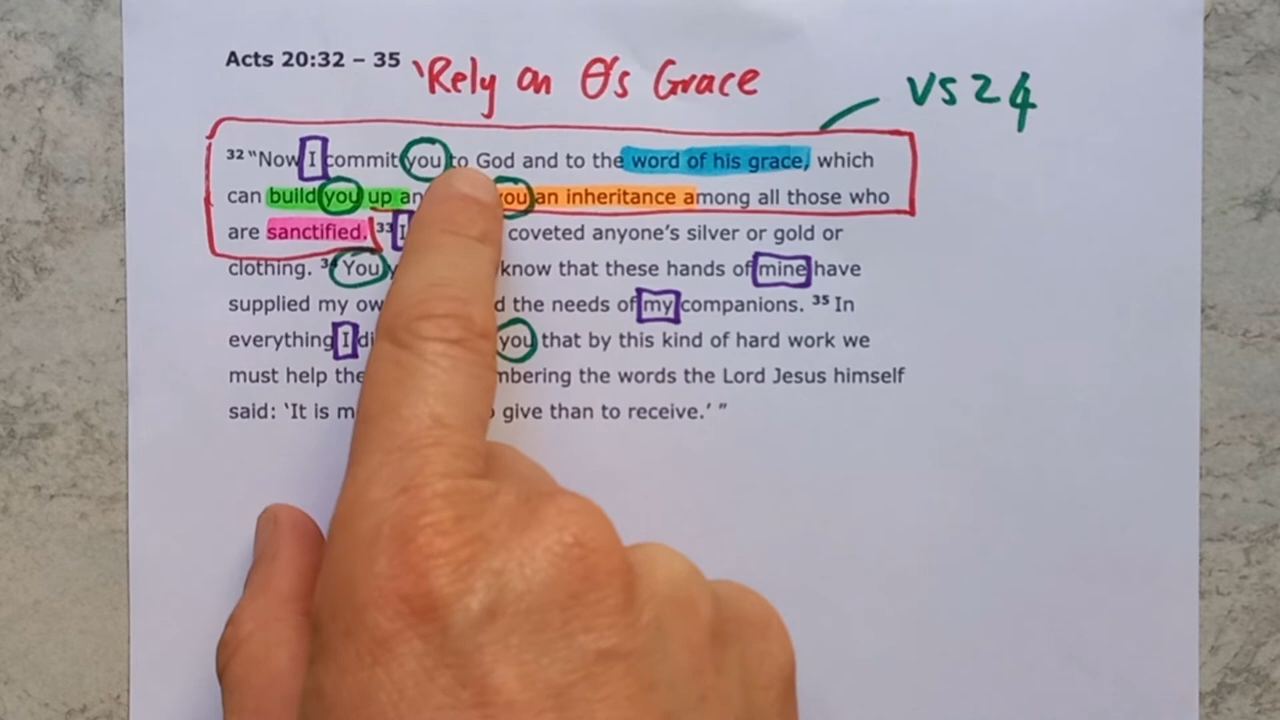 Acts 20:32 – 35 'Rely on θ's Grace
vs 24
32 "Now I commit you to God and to the word of his grace, which
can build you up an you an inheritance among all those who
are sanctified. 33 I coveted anyone's silver or gold or
clothing. 34 You know that these hands of mine have
supplied my ow the needs of my companions. 35 In
everything I di you that by this kind of hard work we
must help the mbering the words the Lord Jesus himself
said: 'It is m give than to receive.' "